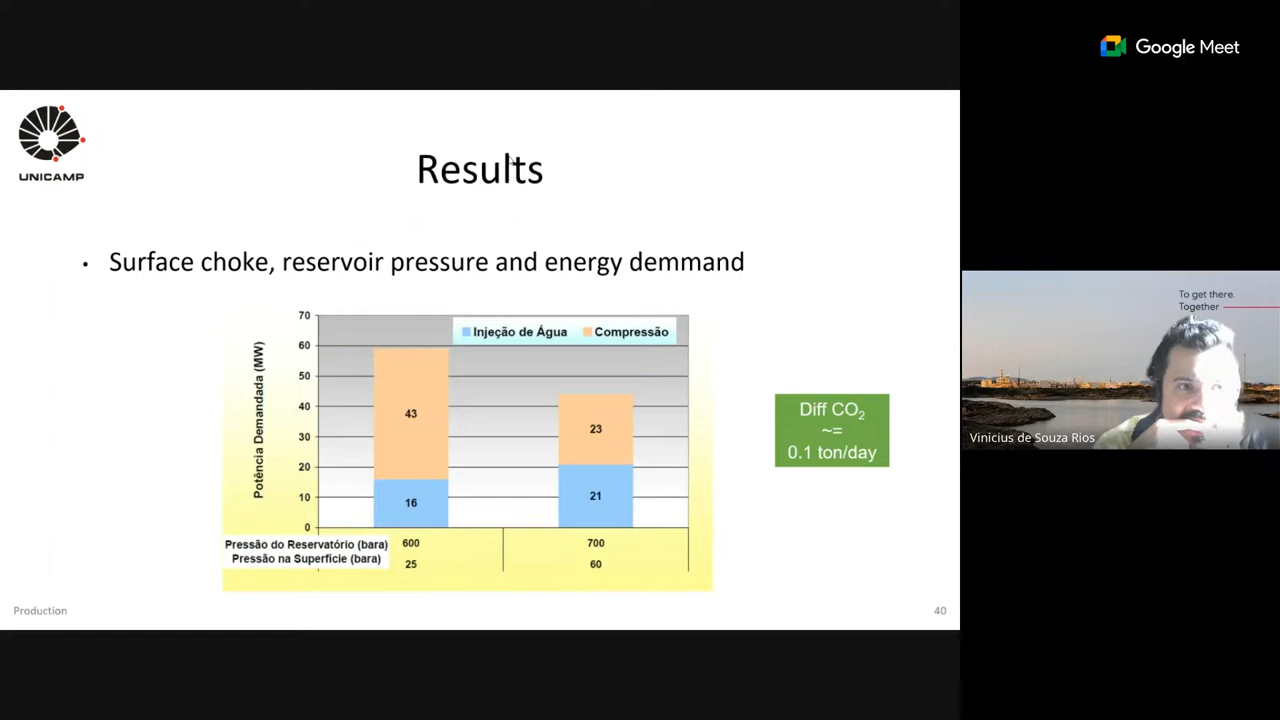 Google Meet
UNICAMP
Results
• Surface choke, reservoir pressure and energy demmand
Potência Demandada (MW)
70
60
50
40
30
20
10
0
Injeção de Água
Compressão
43
16
23
21
Pressão do Reservatório (bara)
600
700
Pressão na Superfície (bara)
25
60
Diff CO₂
~=
0.1 ton/day
Production
40
To get there.
Together
Vinicius de Souza Rios